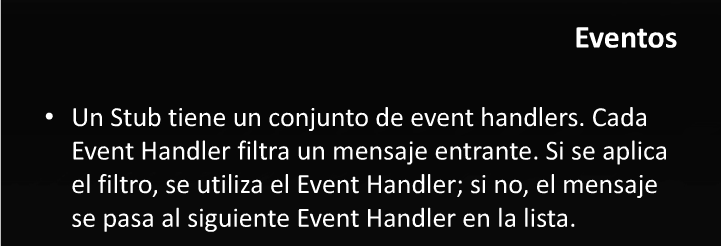 Eventos
• Un Stub tiene un conjunto de event handlers. Cada
Event Handler filtra un mensaje entrante. Si se aplica
el filtro, se utiliza el Event Handler; si no, el mensaje
se pasa al siguiente Event Handler en la lista.